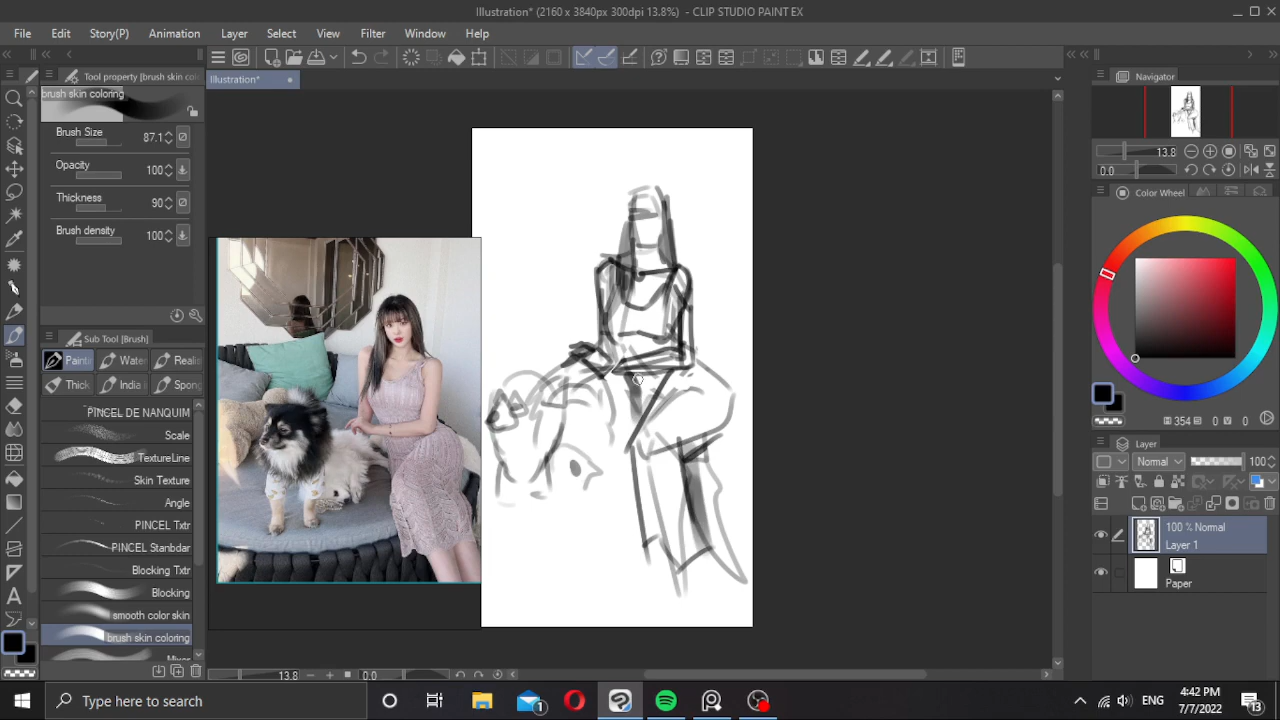 Illustration* (2160 x 3840px 300dpi 13.8%) - CLIP STUDIO PAINT EX
File Edit Story(P) Animation Layer Select View Filter Window Help
Tool property [brush skin co
Illustration*
Navigator
brush skin coloring
Brush Size 87.1
Opacity 100
Thickness 90
Brush density 100
13.8
0.0
Color Wheel
Sub Tool [Brush]
Painti Water Realis
Thick India I Spong
PINCEL DE NANQUIM
Scale
TextureLine
Skin Texture
Angle
PINCEL Txtr
PINCEL Stanbdar
Blocking Txtr
Blocking
smooth color skin
brush skin coloring
Mixer
354 0 0
Layer
Normal 100
100 % Normal
Layer 1
Paper
13.8 0.0
Type here to search
1
ENG
4:42 PM
7/7/2022
13